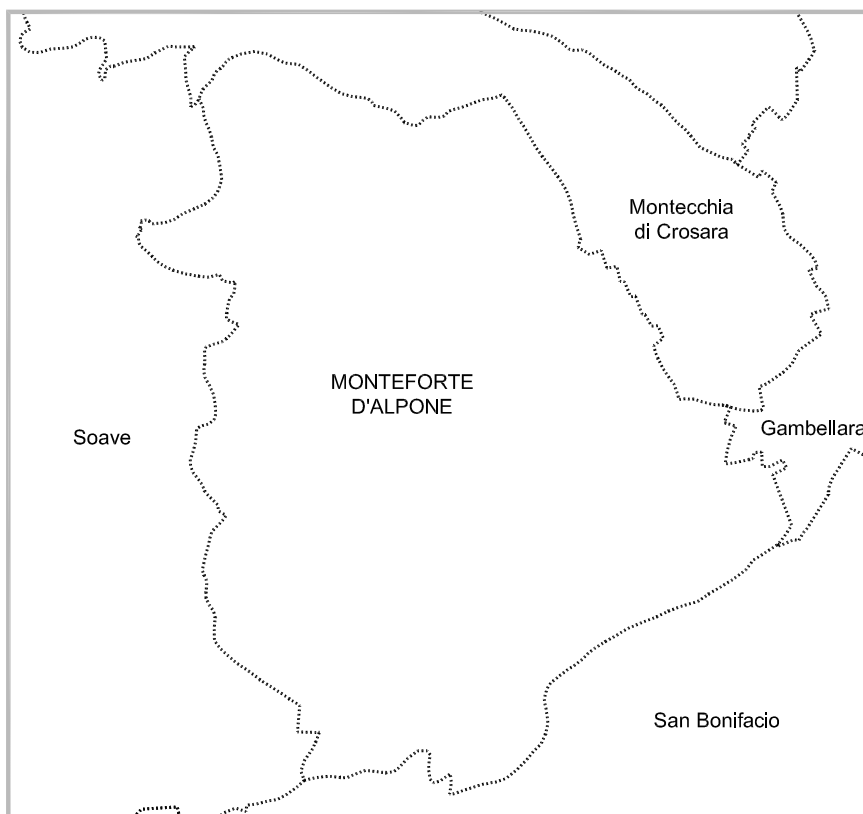 Montecchia
di Crosara
MONTEFORTE
D'ALPONE
Soave
Gambellara
San Bonifacio